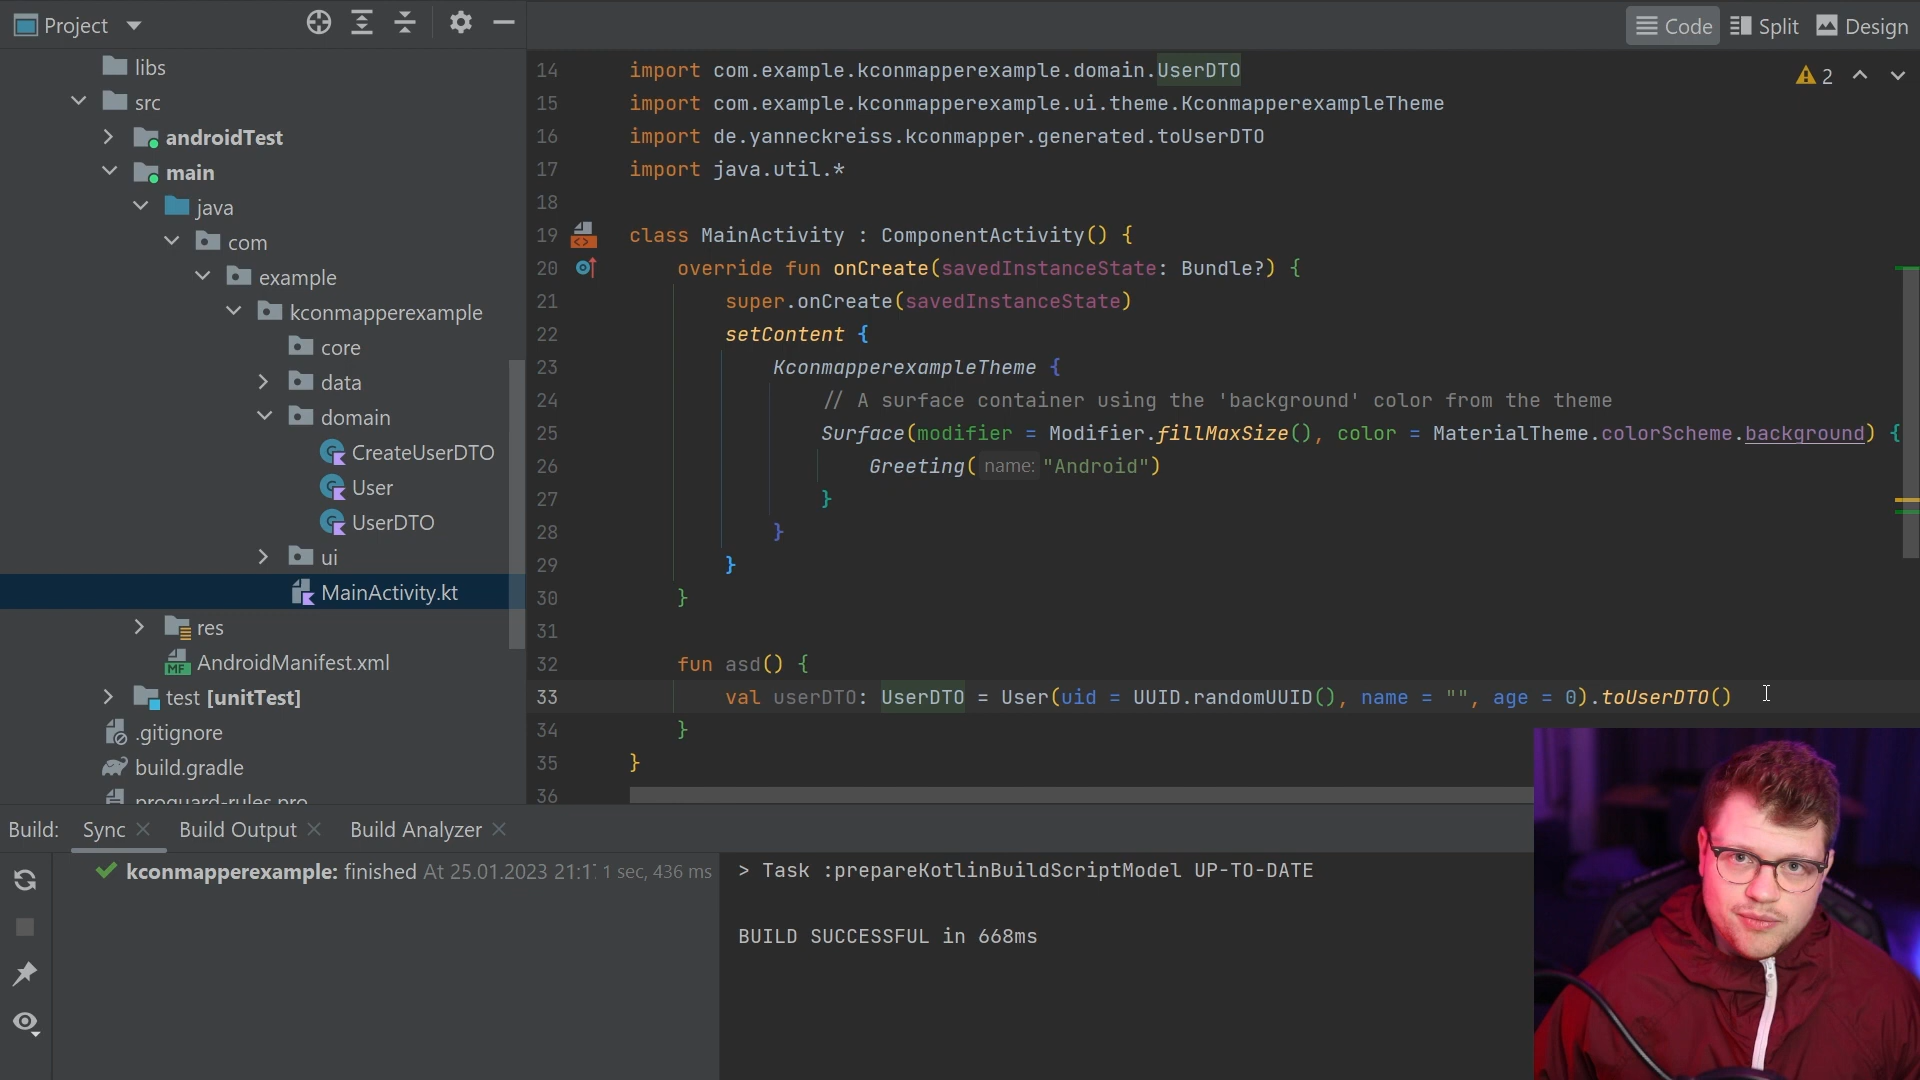 Project
Code
Split
Design
libs
src
androidTest
main
java
com
example
kconmapperexample
core
data
domain
CreateUserDTO
User
UserDTO
ui
MainActivity.kt
res
MF AndroidManifest.xml
test [unitTest]
.gitignore
build.gradle
proguard-rules.pro
2
14 import com.example.kconmapperexample.domain.UserDTO
15 import com.example.kconmapperexample.ui.theme.KconmapperexampleTheme
16 import de.yanneckreiss.kconmapper.generated.toUserDTO
17 import java.util.*
18
19 class MainActivity : ComponentActivity() {
20 override fun onCreate(savedInstanceState: Bundle?) {
21 super.onCreate(savedInstanceState)
22 setContent {
23 KconmapperexampleTheme {
24 // A surface container using the 'background' color from the theme
25 Surface(modifier = Modifier.fillMaxSize(), color = MaterialTheme.colorScheme.background) {
26 Greeting( name: "Android")
27 }
28 }
29 }
30 }
31
32 fun asd() {
33 val userDTO: UserDTO = User(uid = UUID.randomUUID(), name = "", age = 0).toUserDTO()
34 }
35 }
36
Build: Sync Build Output Build Analyzer
kconmapperexample: finished At 25.01.2023 21:1 1 sec, 436 ms
> Task :prepareKotlinBuildScriptModel UP-TO-DATE
BUILD SUCCESSFUL in 668ms